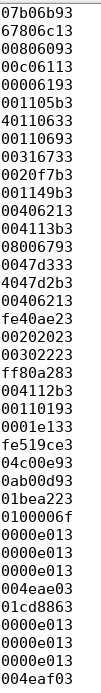 07b06b93
67806c13
00806093
00c06113
00006193
001105b3
40110633
00110693
00316733
0020f7b3
001149b3
00406213
004113b3
08006793
0047d333
4047d2b3
00406213
fe40ae23
00202023
00302223
ff80a283
004112b3
00110193
0001e133
fe519ce3
04c00e93
0ab00d93
01bea223
0100006f
0000e013
0000e013
0000e013
004eae03
01cd8863
0000e013
0000e013
0000e013
004eaf03